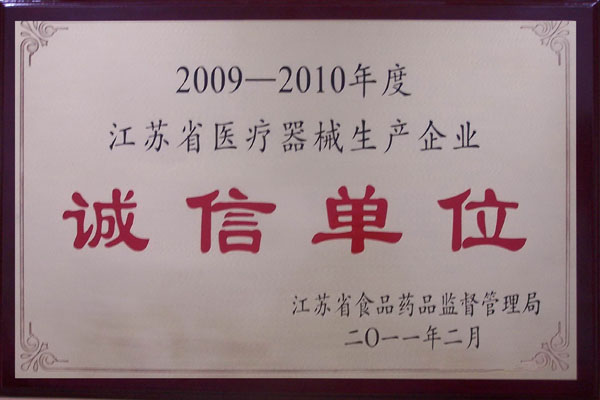 2009—2010年度
江苏省医疗器械生产企业
诚信单位
江苏省食品药品监督管理局
二〇一一年二月